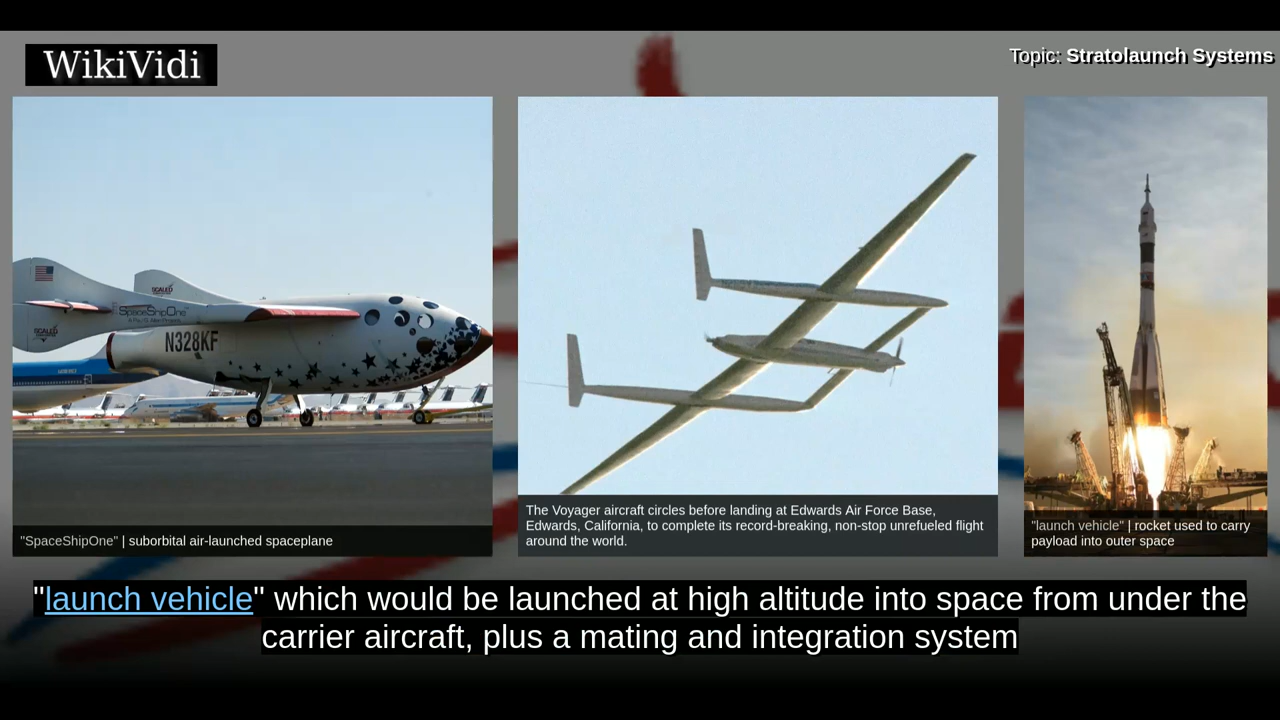 WikiVidi
Topic: Stratolaunch Systems
SCALED
SpaceShipOne
SCALED
N328KF
"SpaceShipOne" | suborbital air-launched spaceplane
The Voyager aircraft circles before landing at Edwards Air Force Base,
Edwards, California, to complete its record-breaking, non-stop unrefueled flight
around the world.
"launch vehicle" | rocket used to carry
payload into outer space
"launch vehicle" which would be launched at high altitude into space from under the
carrier aircraft, plus a mating and integration system